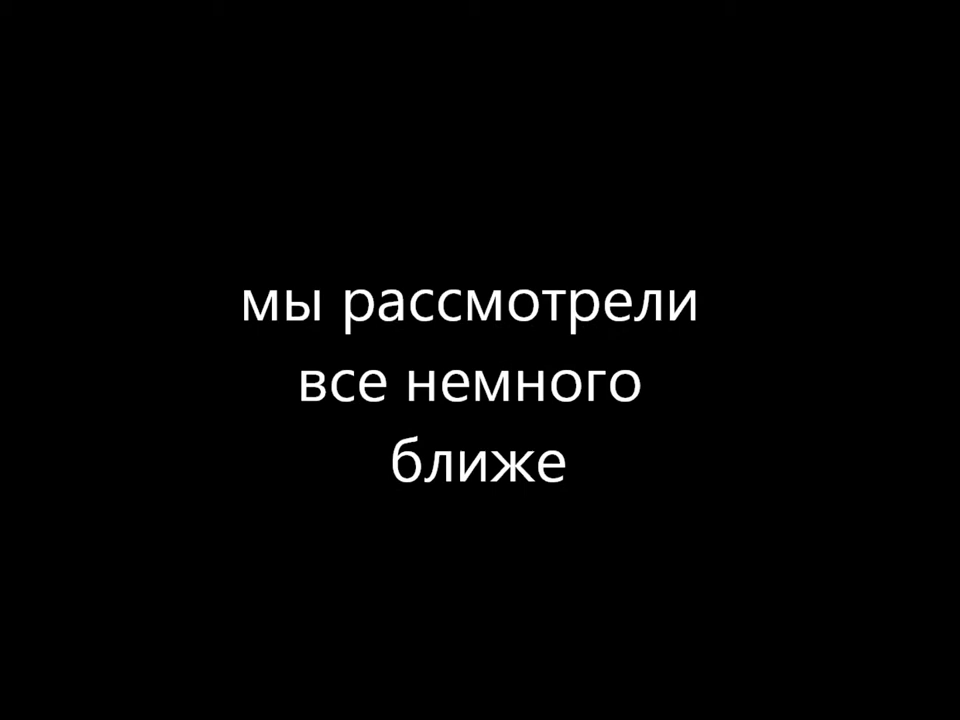 мы рассмотрели
все немного
ближе